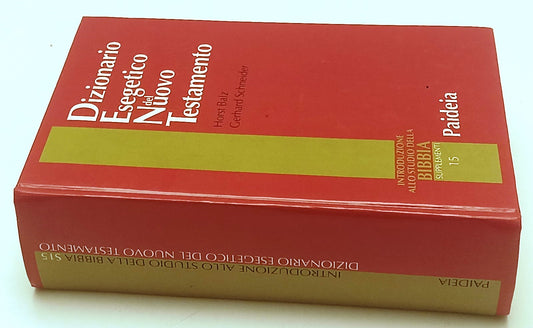 Dizionario
Esegetico
del
Nuovo
Testamento
Horst Balz
Gerhard Schneider
INTRODUZIONE
ALLO STUDIO DELLA
BIBBIA
SUPPLEMENTI
15
Paideia
INTRODUZIONE ALLO STUDIO DELLA BIBBIA S15
DIZIONARIO ESEGETICO DEL NUOVO TESTAMENTO
PAIDEIA